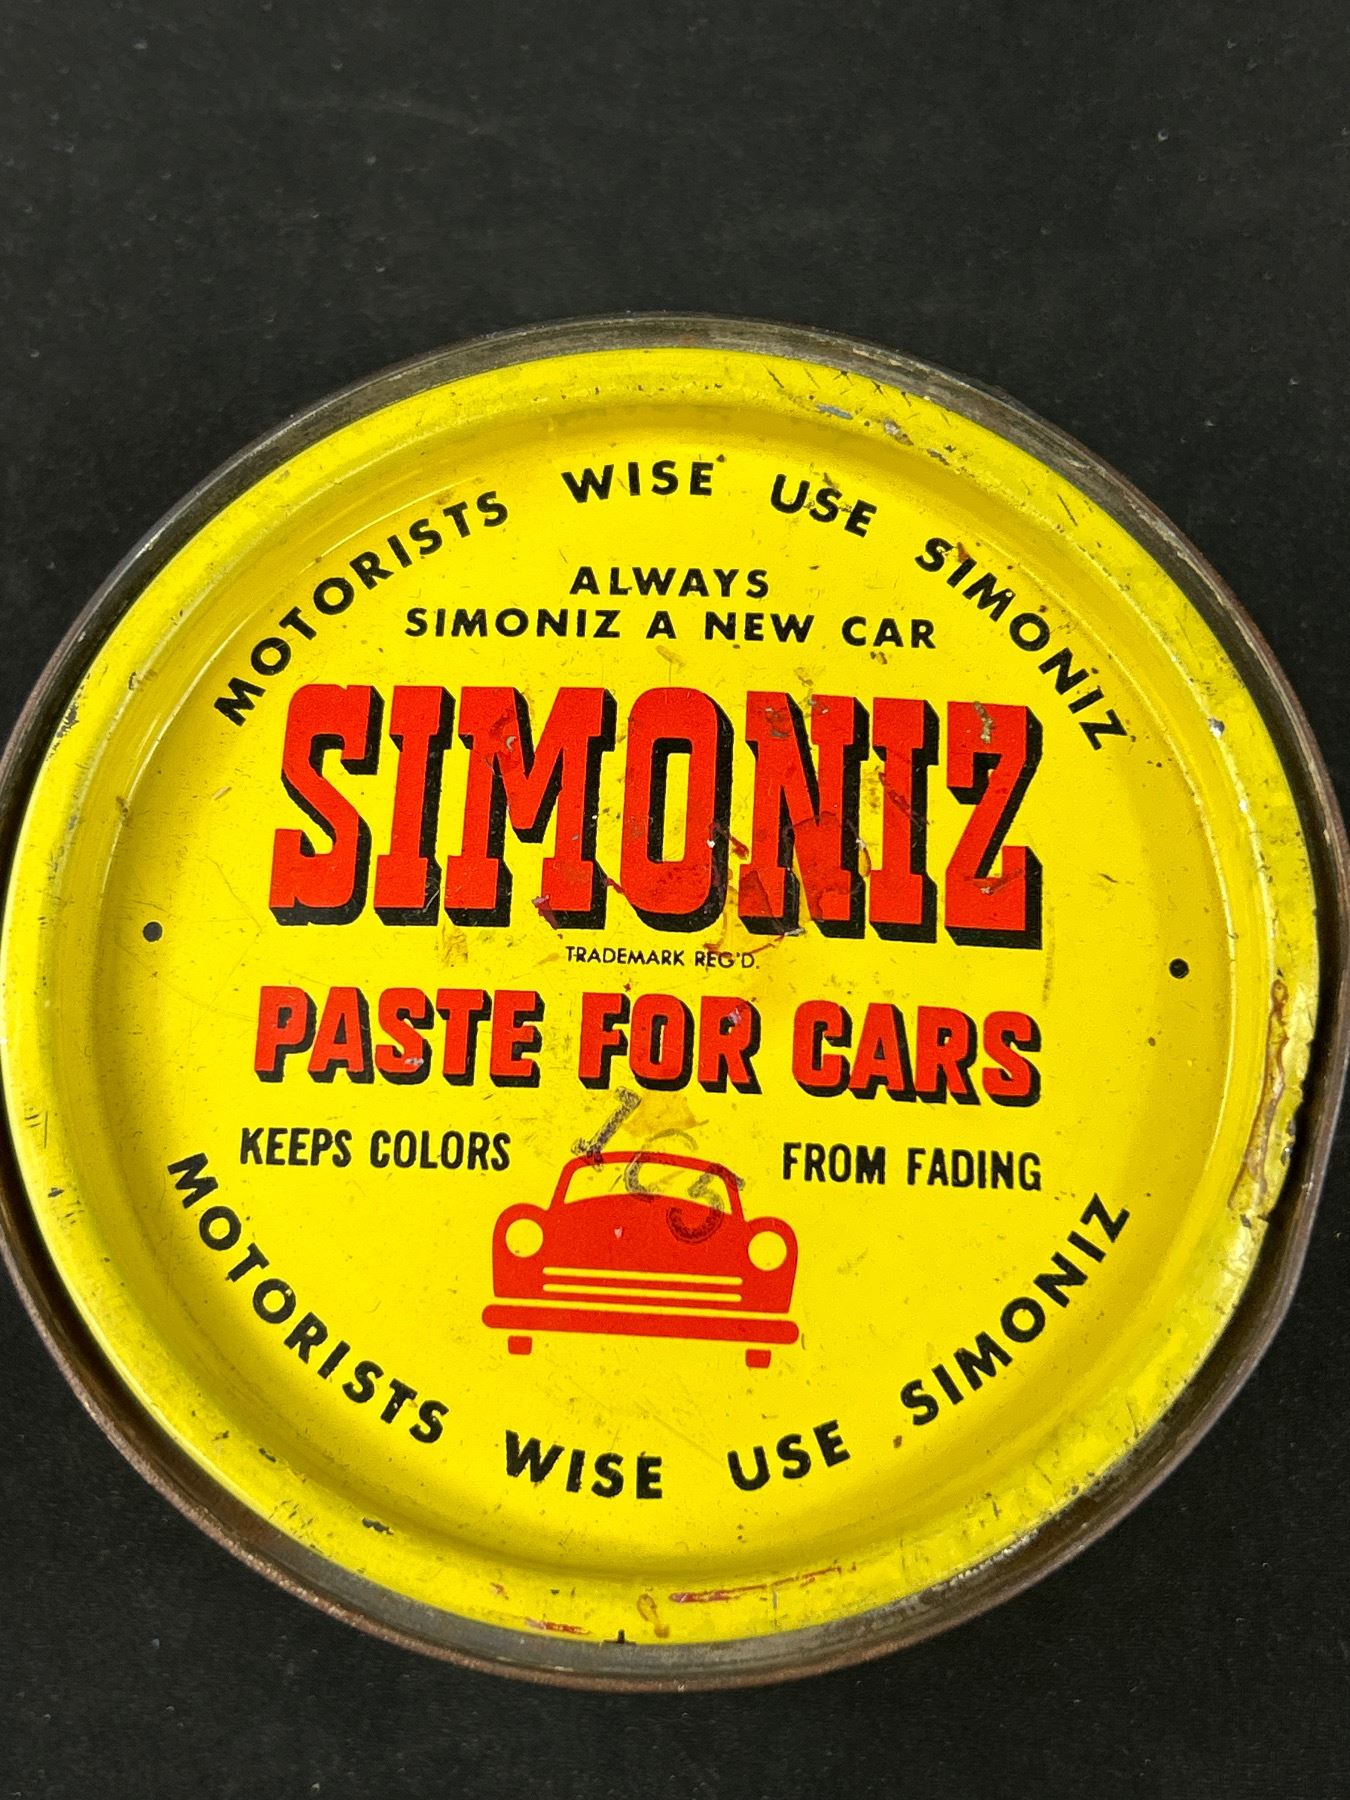 MOTORISTS WISE USE SIMONIZ
ALWAYS
SIMONIZ A NEW CAR
SIMONIZ
TRADEMARK REG'D.
PASTE FOR CARS
KEEPS COLORS FROM FADING
MOTORISTS WISE USE SIMONIZ